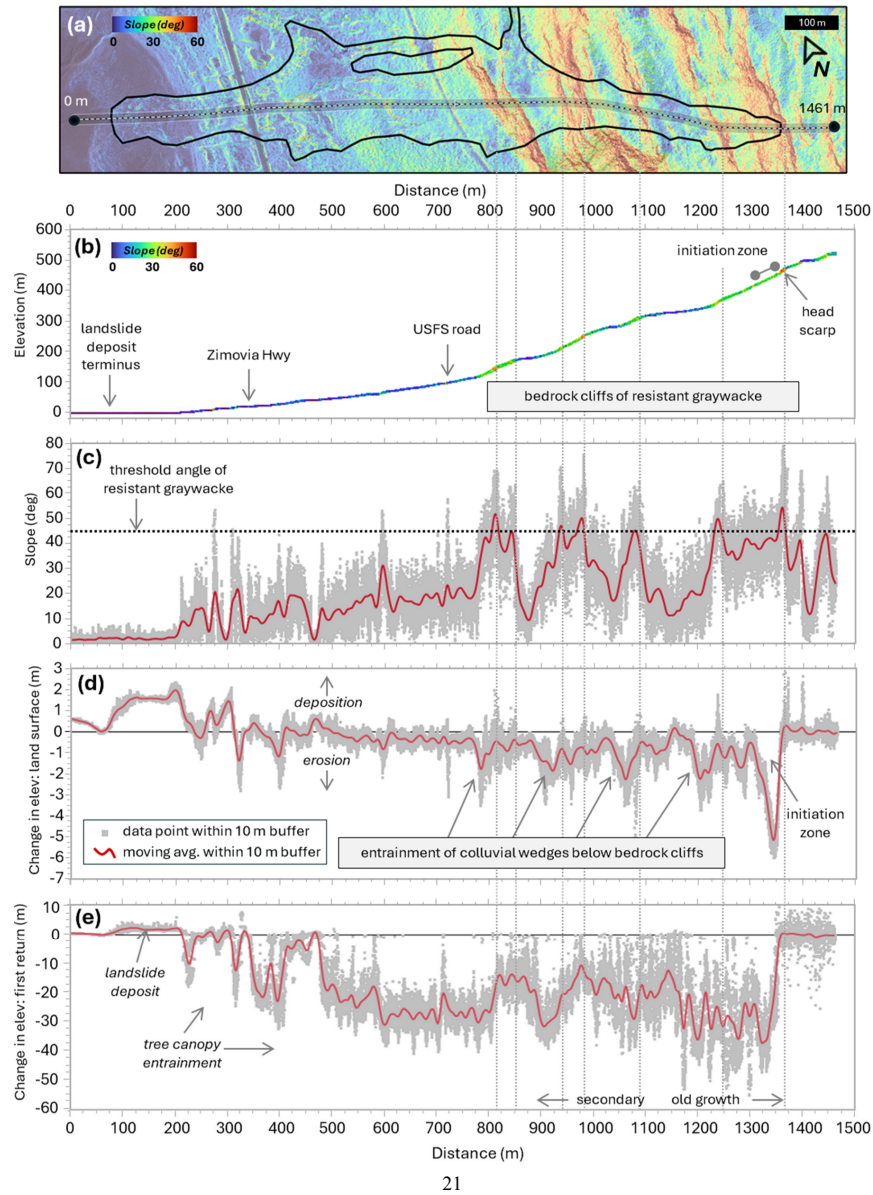 (a)
Slope (deg)
0 30 60
100 m
N
0 m
1461 m
Distance (m)
0 100 200 300 400 500 600 700 800 900 1000 1100 1200 1300 1400 1500
600
500
400
300
200
100
0
Elevation (m)
(b)
Slope (deg)
0 30 60
initiation zone
head
scarp
landslide
deposit
terminus
Zimovia Hwy
USFS road
bedrock cliffs of resistant graywacke
80
70
60
50
40
30
20
10
0
Slope (deg)
(c)
threshold angle of
resistant graywacke
3
2
1
0
-1
-2
-3
-4
-5
-6
-7
Change in elev: land surface (m)
(d)
deposition
erosion
initiation
zone
data point within 10 m buffer
moving avg. within 10 m buffer
entrainment of colluvial wedges below bedrock cliffs
10
0
-10
-20
-30
-40
-50
-60
Change in elev: first return (m)
(e)
landslide
deposit
tree canopy
entrainment
secondary old growth
0 100 200 300 400 500 600 700 800 900 1000 1100 1200 1300 1400 1500
Distance (m)
21